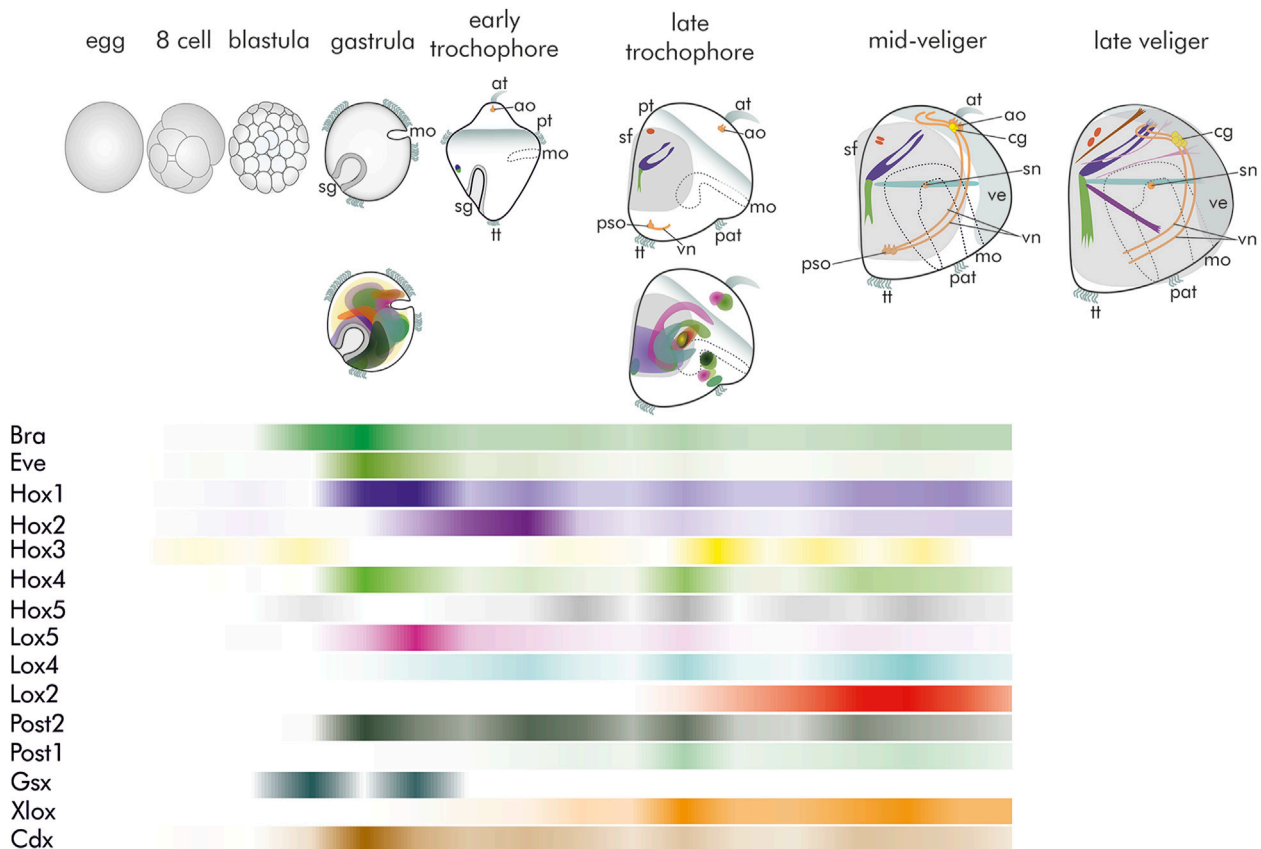 egg
8 cell
blastula
gastrula
early
trochophore
late
trochophore
mid-veliger
late veliger
mo
sg
at
ao
pt
mo
sg
tt
pt
at
sf
ao
pso
tt
vn
pat
mo
at
ao
cg
sf
sn
ve
vn
pso
mo
tt
pat
cg
sn
ve
vn
mo
pat
tt
Bra
Eve
Hox1
Hox2
Hox3
Hox4
Hox5
Lox5
Lox4
Lox2
Post2
Post1
Gsx
Xlox
Cdx